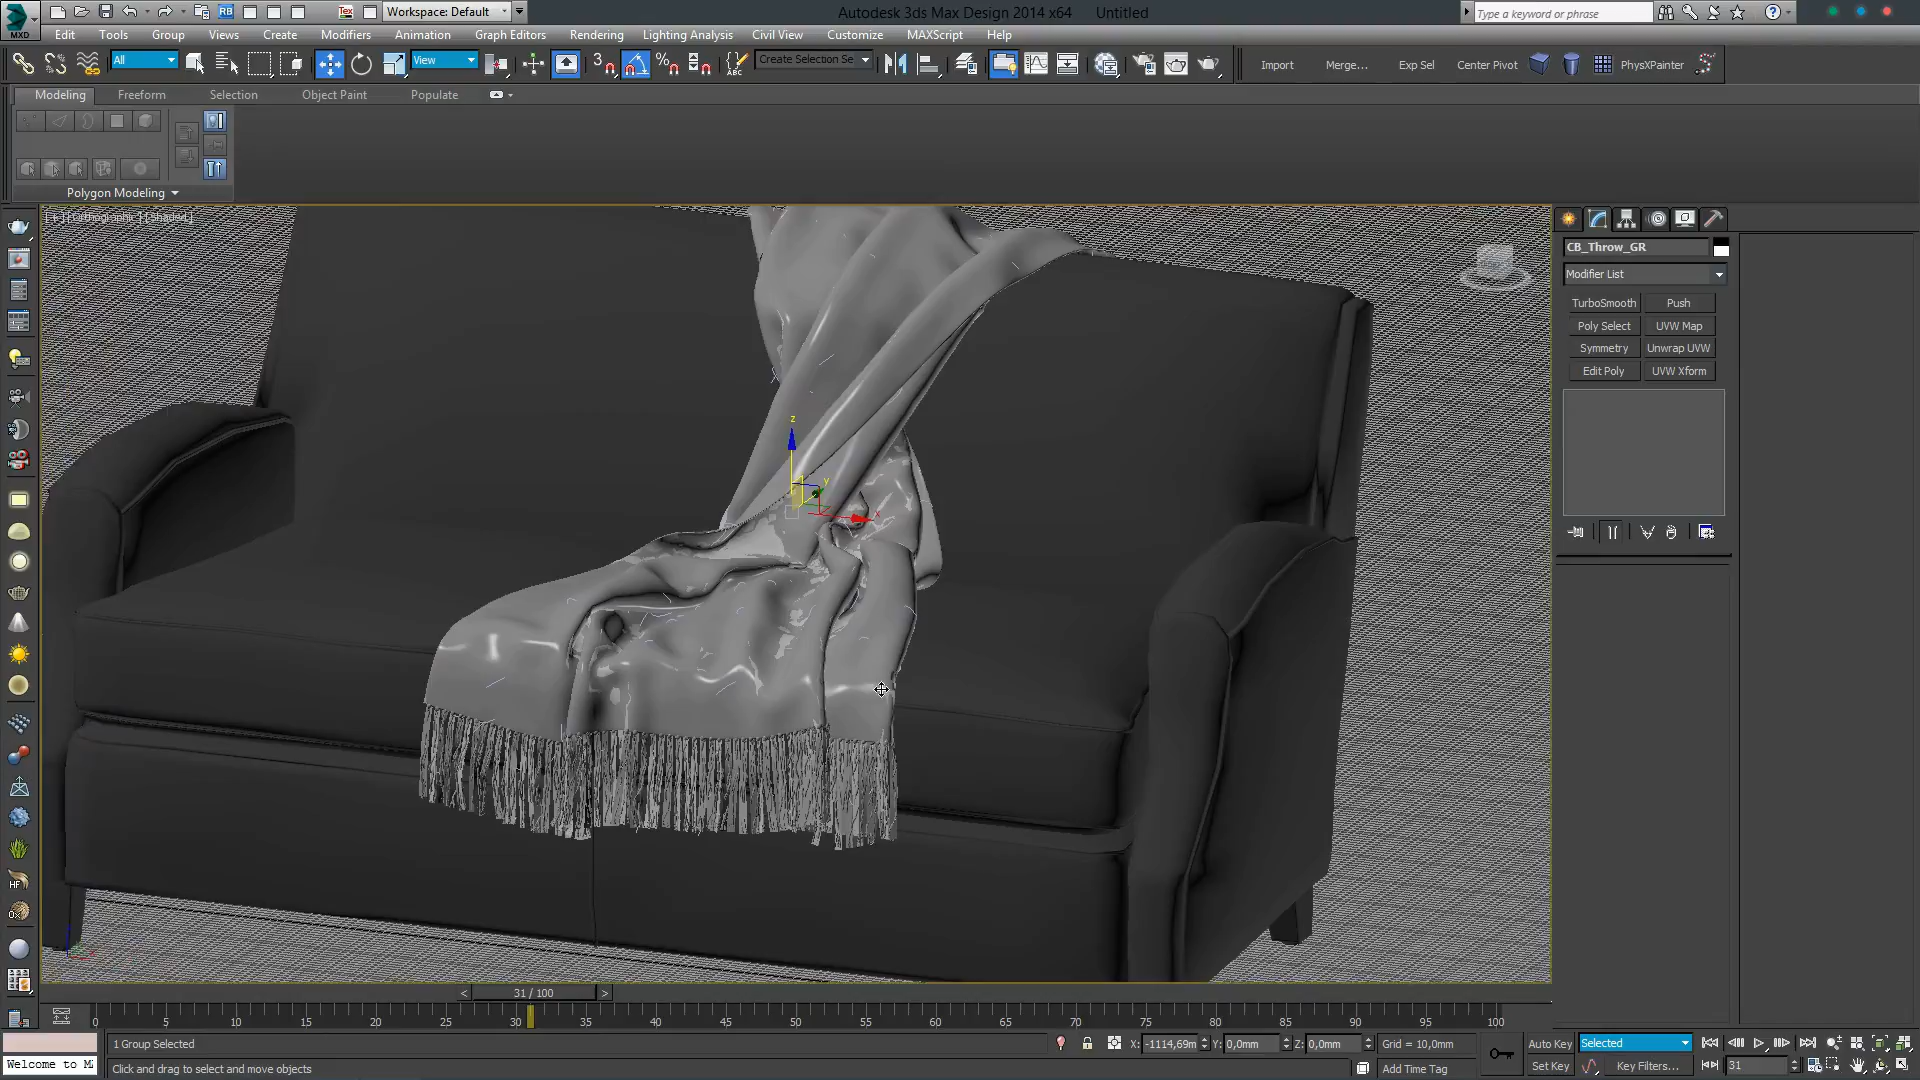 Workspace: Default
Autodesk 3ds Max Design 2014 x64 Untitled
Type a keyword or phrase
MXD
Edit Tools Group Views Create Modifiers Animation Graph Editors Rendering Lighting Analysis Civil View Customize MAXScript Help
All
View
Create Selection Se
Import Merge... Exp Sel Center Pivot PhysXPainter
Modeling Freeform Selection Object Paint Populate
Polygon Modeling
[+] [Orthographic] [Shaded]
CB_Throw_GR
Modifier List
TurboSmooth Push
Poly Select UVW Map
Symmetry Unwrap UVW
Edit Poly UVW Xform
z
y
x
HF
< 31 / 100 >
0 5 10 15 20 25 30 35 40 45 50 55 60 65 70 75 80 85 90 95 100
1 Group Selected
X: -1114,69m Y: 0,0mm Z: 0,0mm Grid = 10,0mm
Auto Key Selected
Welcome to M
Click and drag to select and move objects
Add Time Tag
Set Key Key Filters... 31